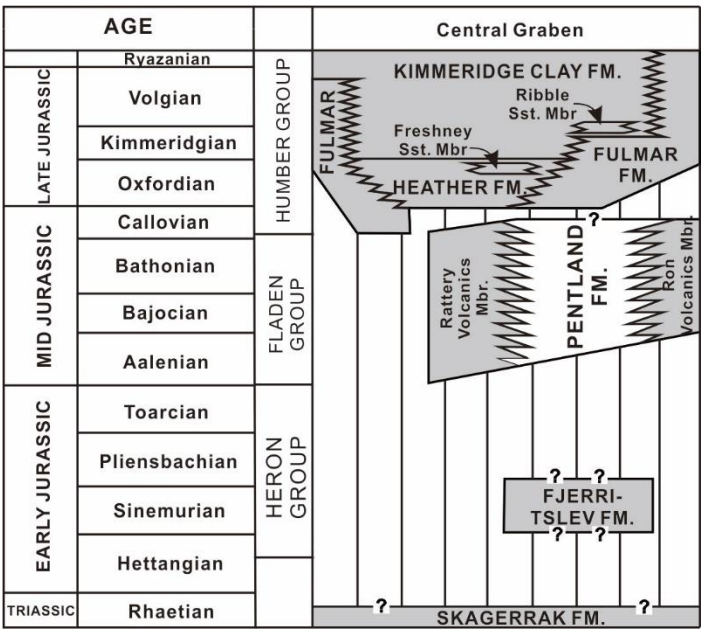 AGE
Central Graben
Ryazanian
Volgian
Kimmeridgian
Oxfordian
Callovian
Bathonian
Bajocian
Aalenian
Toarcian
Pliensbachian
Sinemurian
Hettangian
Rhaetian
LATE JURASSIC
MID JURASSIC
EARLY JURASSIC
TRIASSIC
HUMBER GROUP
FLADEN
GROUP
HERON
GROUP
KIMMERIDGE CLAY FM.
Ribble
Sst. Mbr
Freshney
Sst. Mbr
FULMAR
FULMAR
FM.
HEATHER FM.
?
Rattery
Volcanics
Mbr.
PENTLAND
FM.
Ron
Volcanics Mbr.
? ?
FJERRI-
TSLEV FM.
? ?
? ?
SKAGERRAK FM.